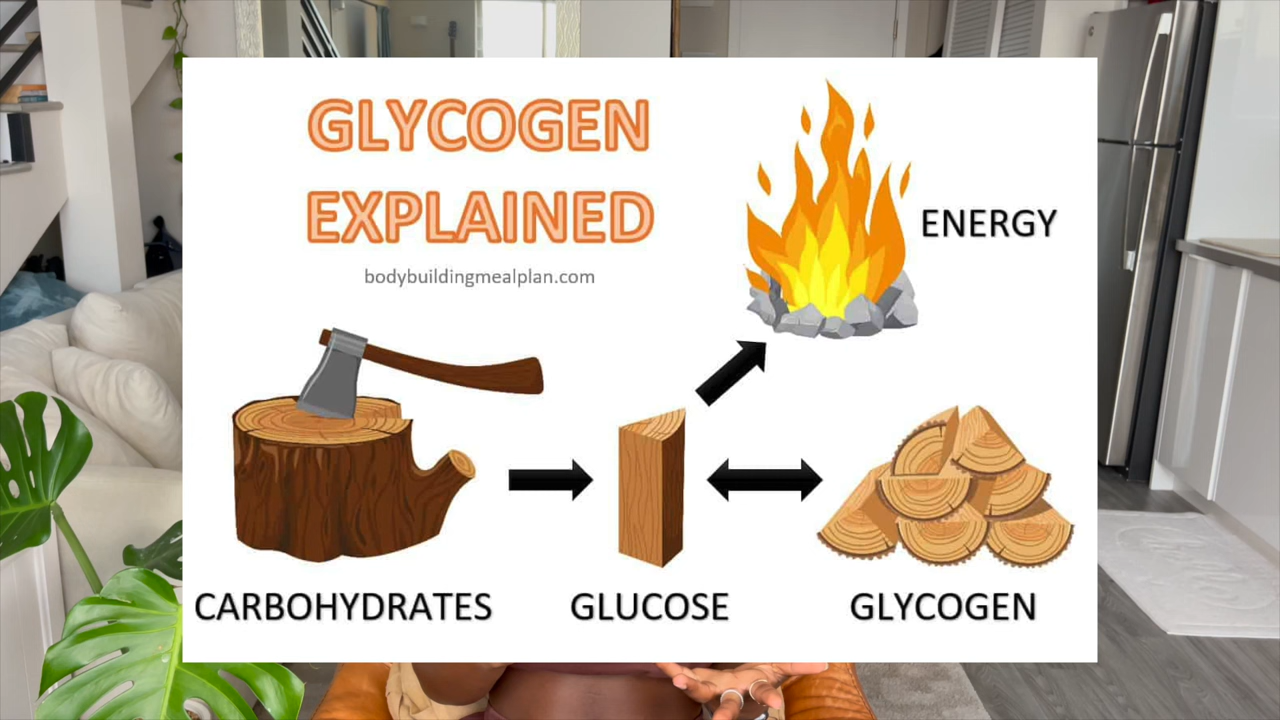 GLYCOGEN
EXPLAINED
bodybuildingmealplan.com
ENERGY
CARBOHYDRATES
GLUCOSE
GLYCOGEN